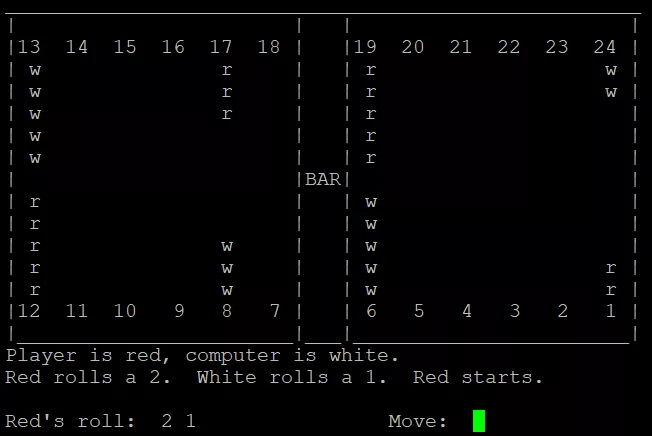 13 14 15 16 17 18 19 20 21 22 23 24
w r r w
w r r w
w r r
w r
w r
BAR
r w
r w
r w w
r w w r
r w w r
12 11 10 9 8 7 6 5 4 3 2 1
Player is red, computer is white.
Red rolls a 2. White rolls a 1. Red starts.
Red's roll: 2 1 Move: